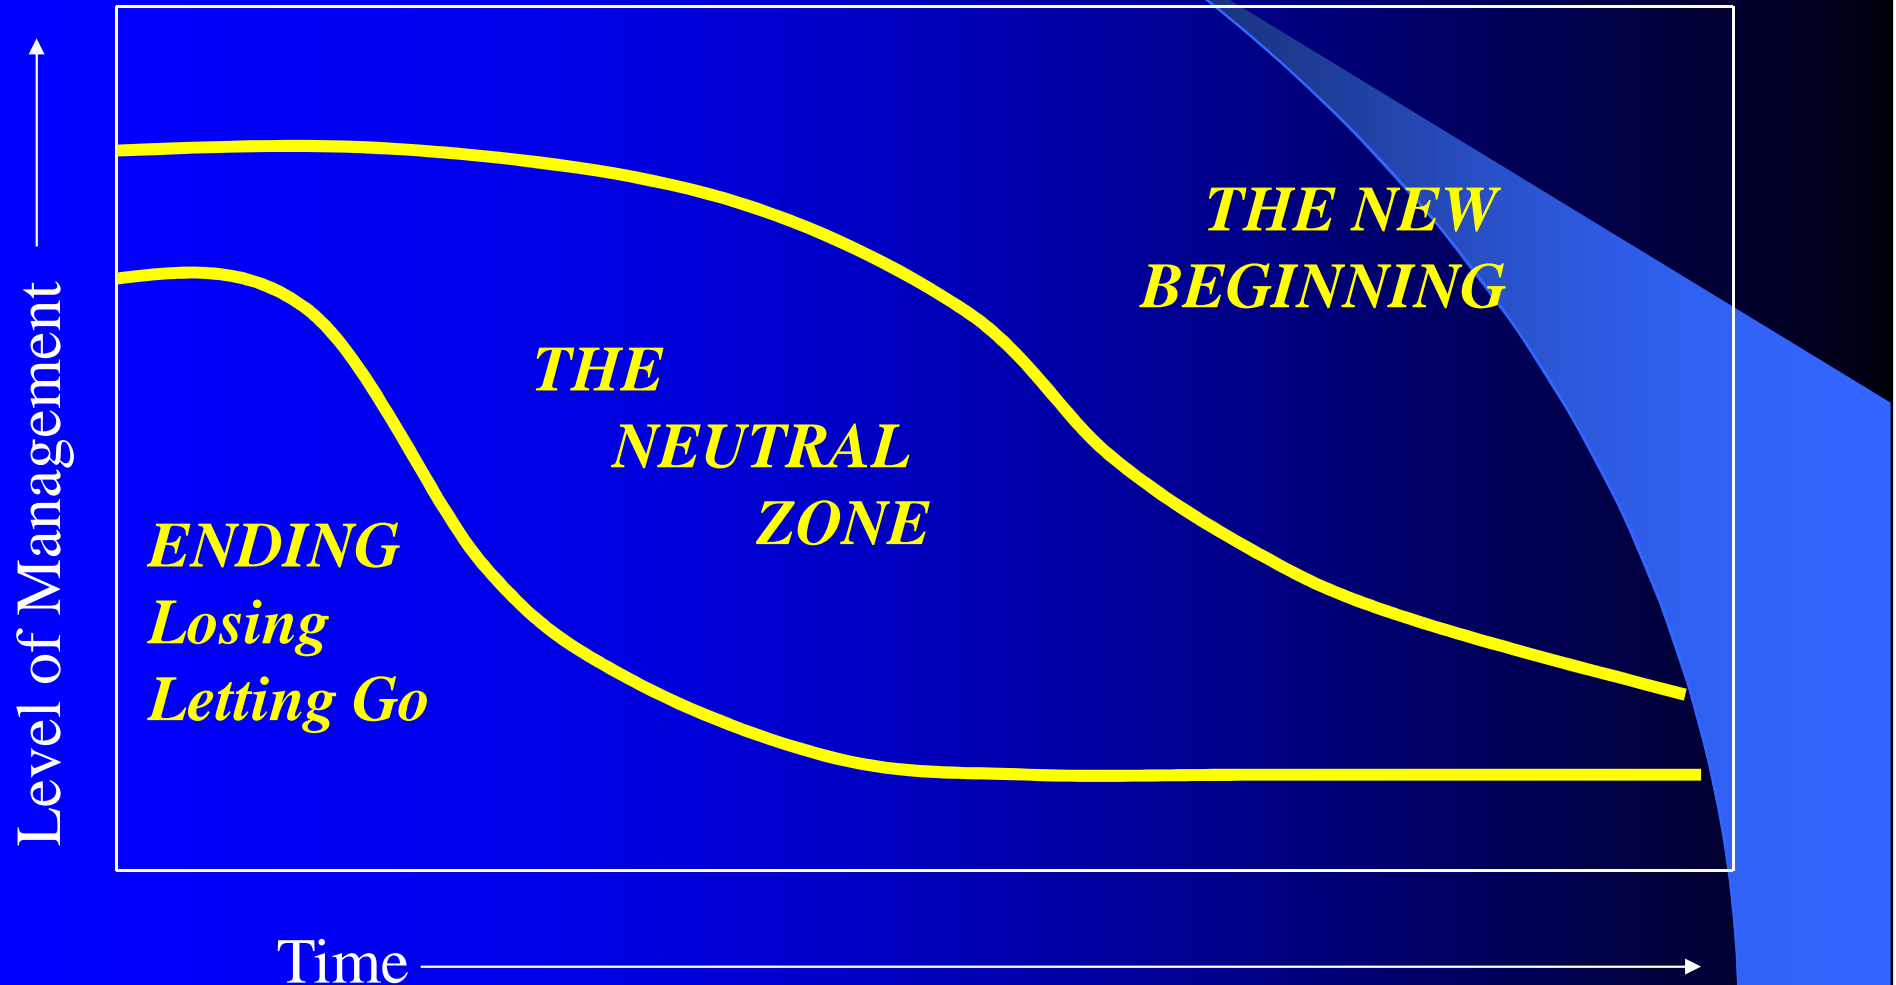 THE NEW
BEGINNING
THE
NEUTRAL
ZONE
ENDING
Losing
Letting Go
Level of Management
Time